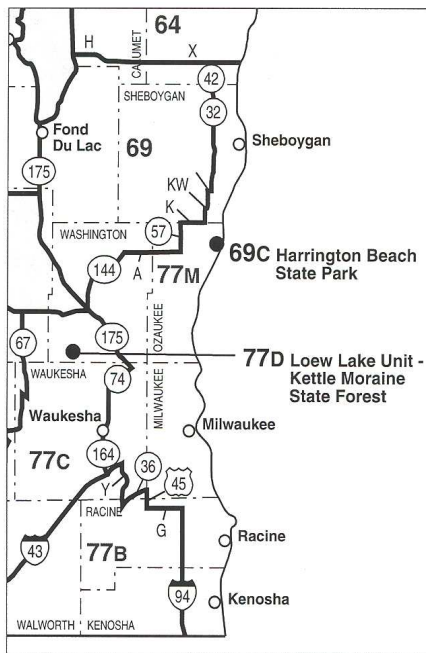 64
H
X
CALUMET
42
SHEBOYGAN
32
Fond
Du Lac
69
Sheboygan
175
KW
K
WASHINGTON
57
69C Harrington Beach
State Park
144
A
77M
OZAUKEE
175
67
77D Loew Lake Unit -
Kettle Moraine
State Forest
WAUKESHA
74
MILWAUKEE
Waukesha
Milwaukee
77C
164
36
Y
45
RACINE
G
Racine
43
77B
94
Kenosha
WALWORTH
KENOSHA